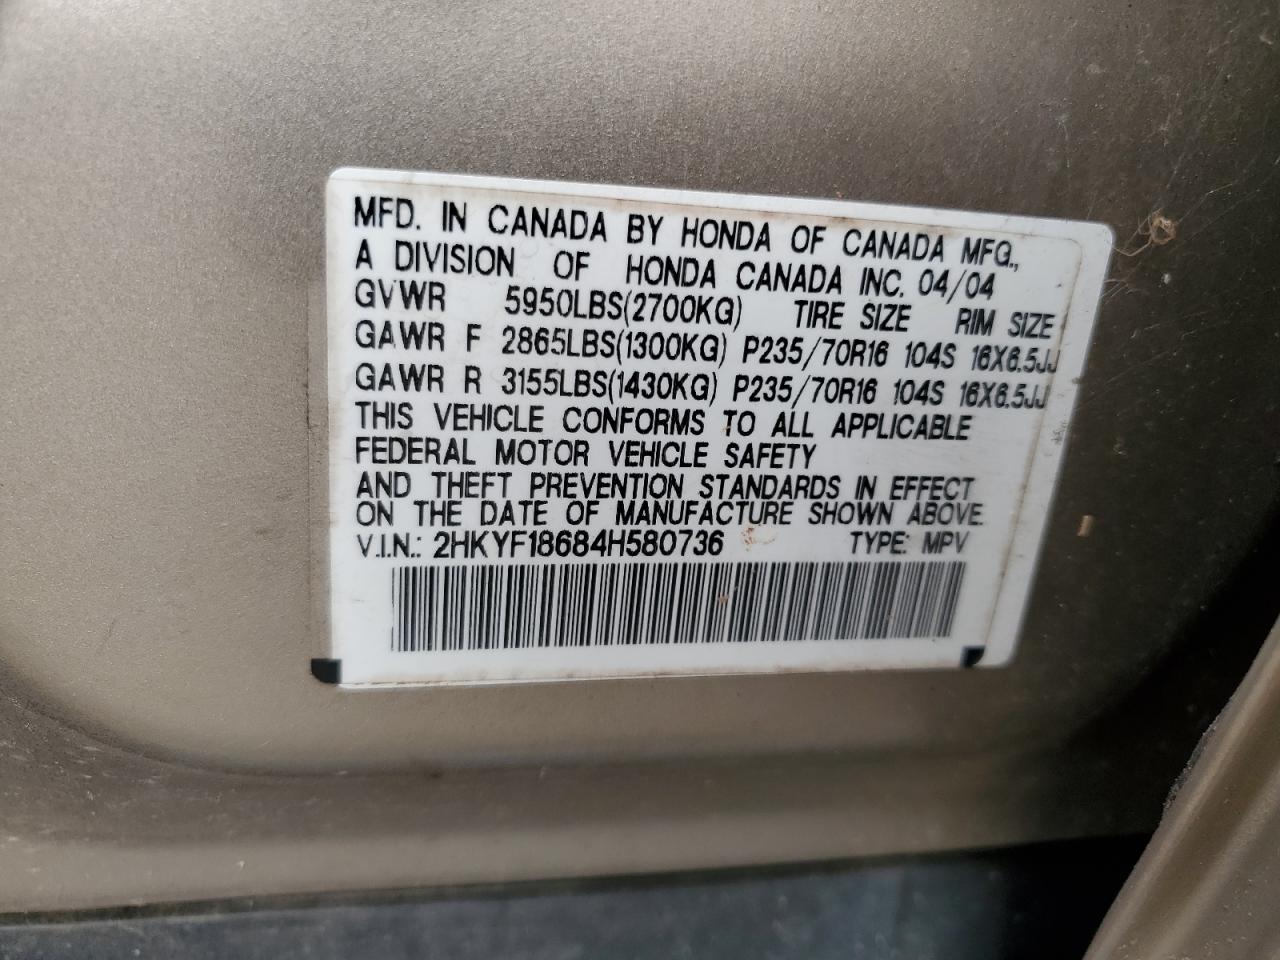 MFD. IN CANADA BY HONDA OF CANADA MFG.,
A DIVISION OF HONDA CANADA INC. 04/04
GVWR 5950LBS(2700KG) TIRE SIZE RIM SIZE
GAWR F 2865LBS(1300KG) P235/70R16 104S 16X6.5JJ
GAWR R 3155LBS(1430KG) P235/70R16 104S 16X6.5JJ
THIS VEHICLE CONFORMS TO ALL APPLICABLE
FEDERAL MOTOR VEHICLE SAFETY
AND THEFT PREVENTION STANDARDS IN EFFECT
ON THE DATE OF MANUFACTURE SHOWN ABOVE.
V.I.N.: 2HKYF18684H580736 TYPE: MPV